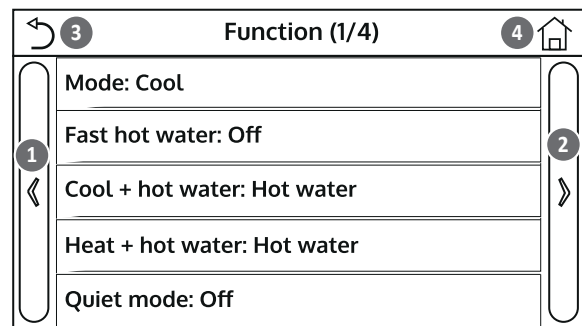 3 Function (1/4) 4
Mode: Cool
Fast hot water: Off
1
2
Cool + hot water: Hot water
Heat + hot water: Hot water
Quiet mode: Off